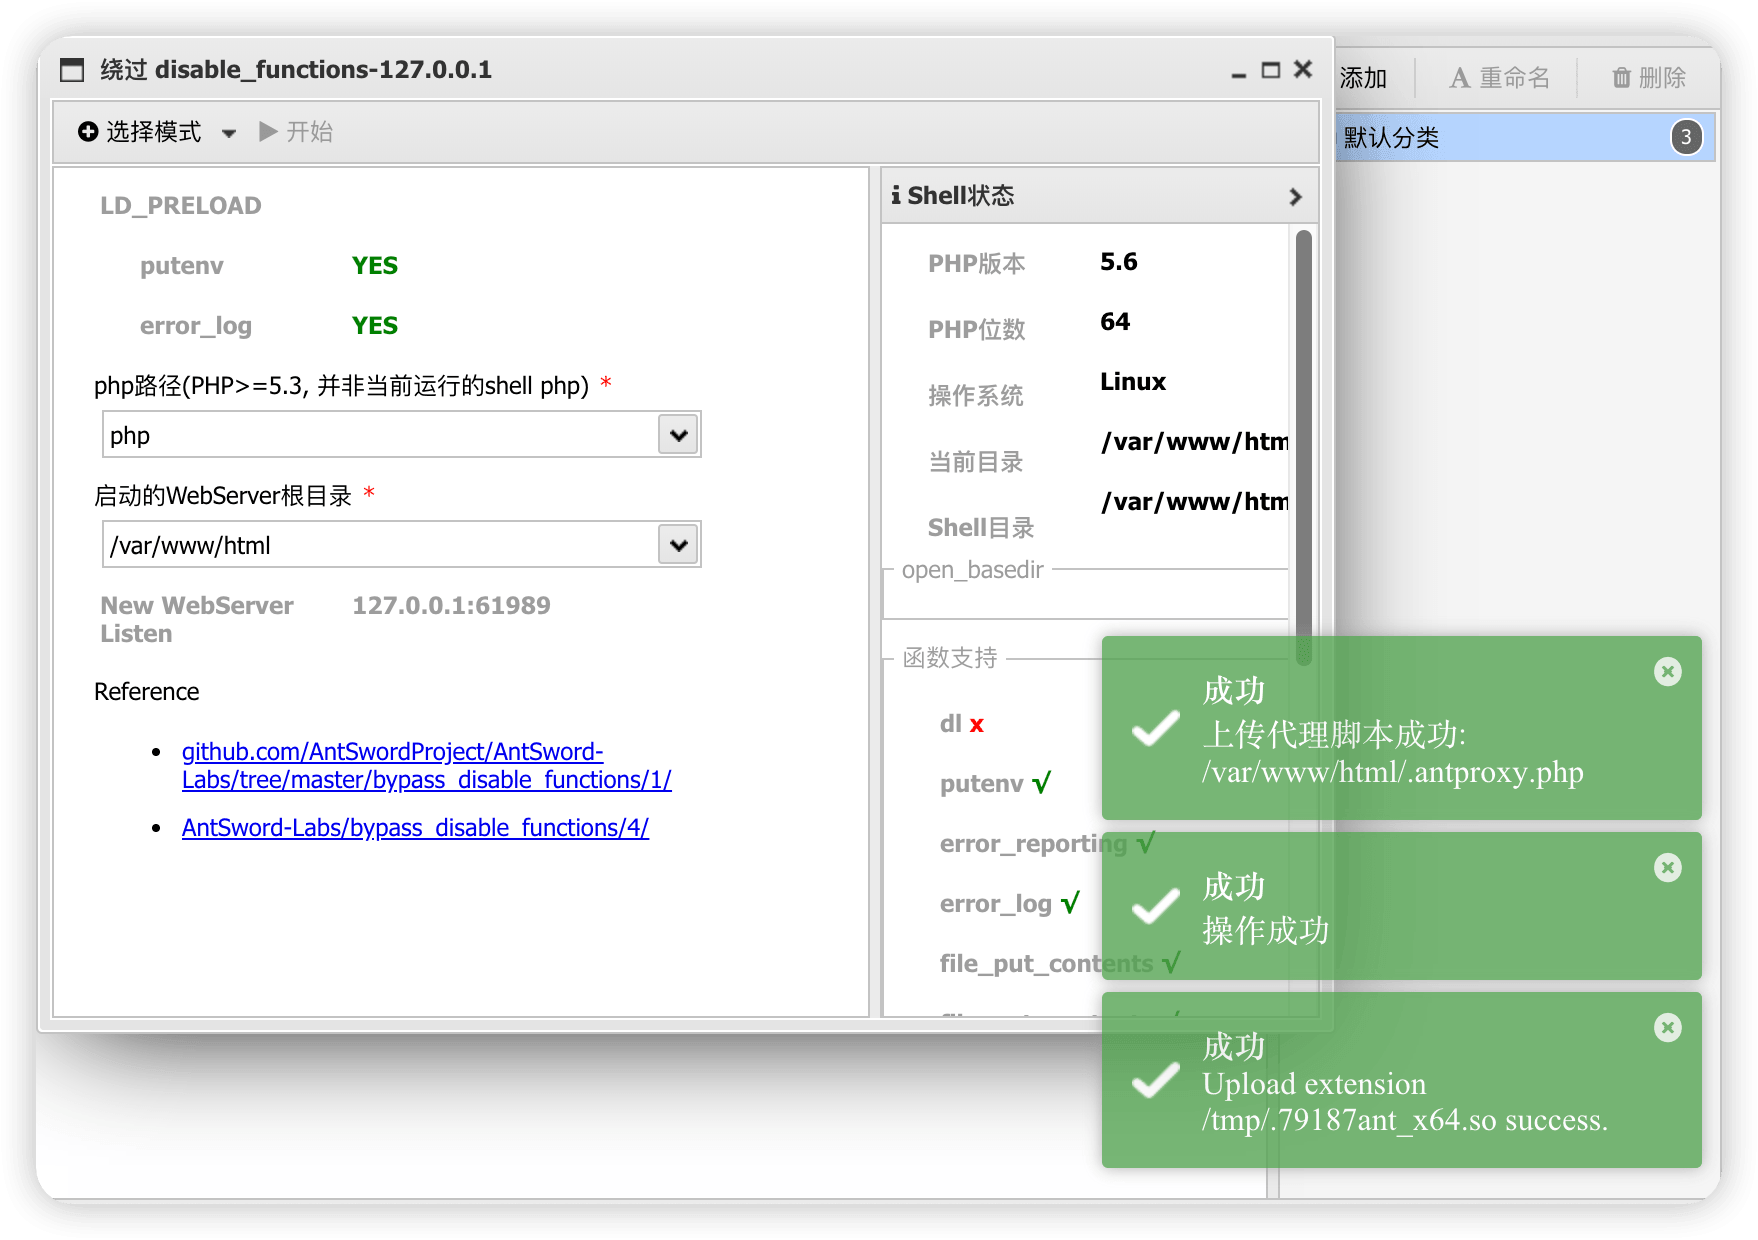 绕过 disable_functions-127.0.0.1
添加
重命名
删除
选择模式
开始
默认分类
3
LD_PRELOAD
putenv YES
error_log YES
php路径(PHP>=5.3, 并非当前运行的shell php) *
php
启动的WebServer根目录 *
/var/www/html
New WebServer Listen 127.0.0.1:61989
Reference
github.com/AntSwordProject/AntSword-
Labs/tree/master/bypass_disable_functions/1/
AntSword-Labs/bypass_disable_functions/4/
Shell状态
PHP版本 5.6
PHP位数 64
操作系统 Linux
当前目录 /var/www/htm
Shell目录 /var/www/htm
open_basedir
函数支持
dl x
putenv √
error_reporting √
error_log √
file_put_contents √
成功
上传代理脚本成功:
/var/www/html/.antproxy.php
成功
操作成功
成功
Upload extension
/tmp/.79187ant_x64.so success.